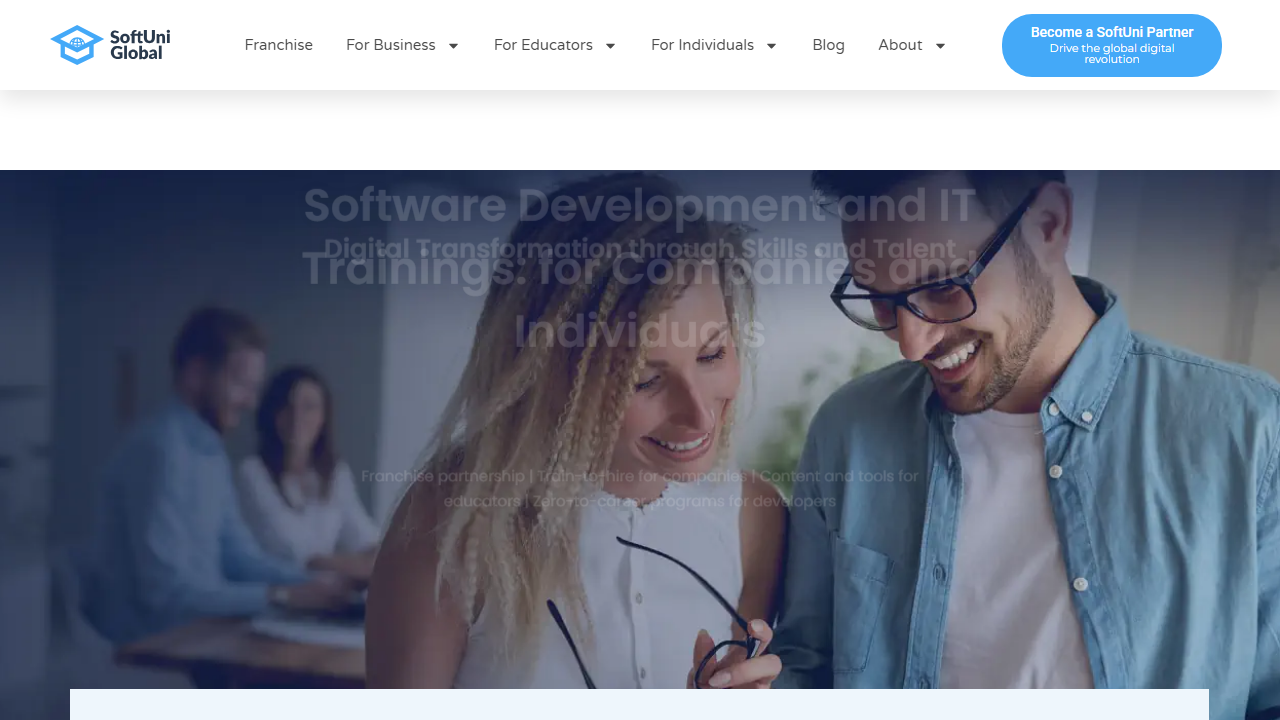 SoftUni
Global
Franchise
For Business
For Educators
For Individuals
Blog
About
Become a SoftUni Partner
Drive the global digital
revolution
Software Development and IT
Digital Transformation through Skills and Talent
Trainings: for Companies and
Individuals
Franchise partnership | Train-to-hire for companies | Content and tools for
educators | Zero-to-career programs for developers